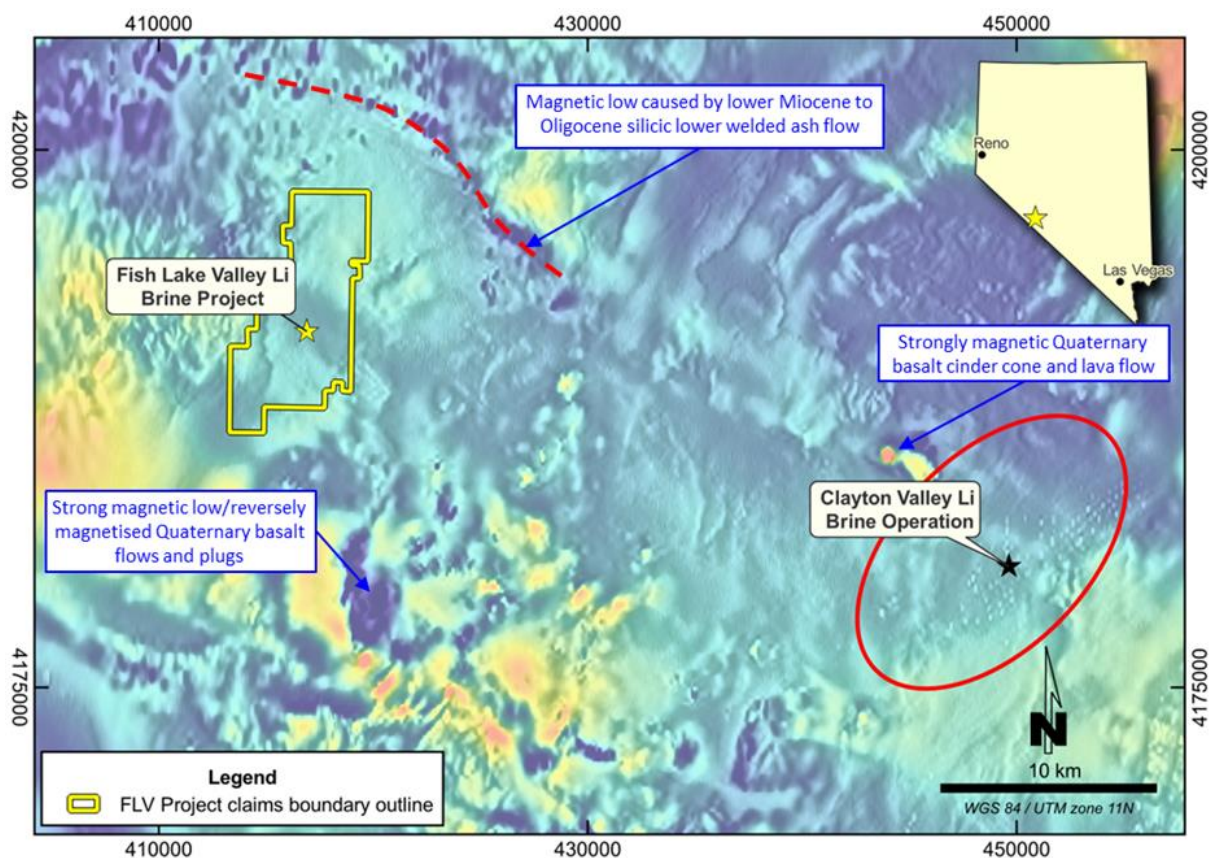 410000
430000
450000
4200000
4200000
Magnetic low caused by lower Miocene to
Oligocene silicic lower welded ash flow
Reno
Las Vegas
Fish Lake Valley Li
Brine Project
Strongly magnetic Quaternary
basalt cinder cone and lava flow
Clayton Valley Li
Brine Operation
Strong magnetic low/reversely
magnetised Quaternary basalt
flows and plugs
4175000
4175000
N
Legend
FLV Project claims boundary outline
10 km
WGS 84 / UTM zone 11N
410000
430000
450000